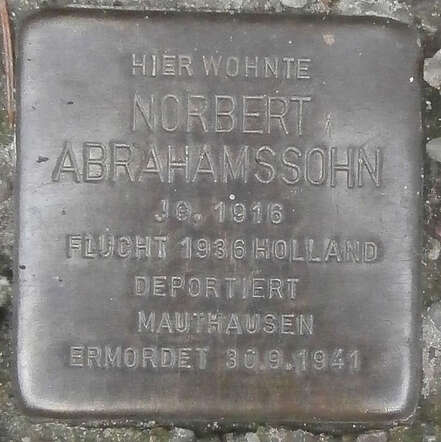 HIER WOHNTE
NORBERT
ABRAHAMSSOHN
JG. 1916
FLUCHT 1936 HOLLAND
DEPORTIERT
MAUTHAUSEN
ERMORDET 30.9.1941